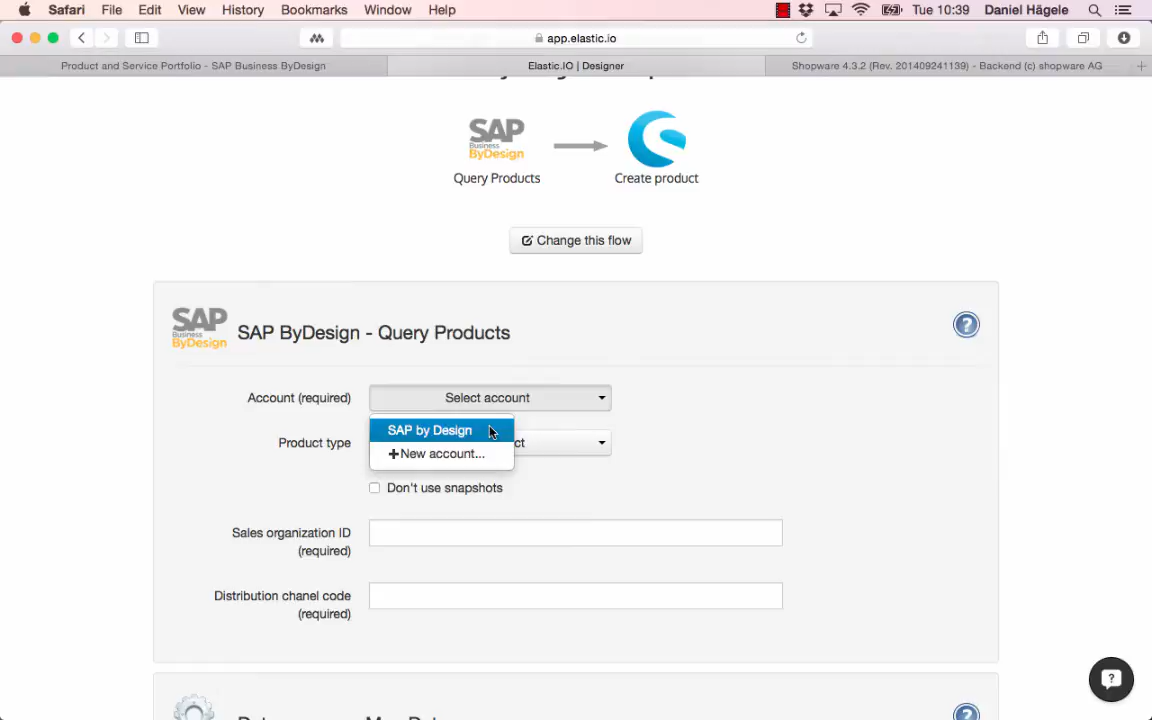 Safari File Edit View History Bookmarks Window Help Tue 10:39 Daniel Hägele
app.elastic.io
Product and Service Portfolio - SAP Business ByDesign Elastic.IO | Designer Shopware 4.3.2 (Rev. 201409241139) - Backend (c) shopware AG
SAP
Business
ByDesign
Query Products Create product
Change this flow
SAP
Business
ByDesign
SAP ByDesign - Query Products
Account (required) Select account
SAP by Design
Product type
+New account...
Don't use snapshots
Sales organization ID
(required)
Distribution chanel code
(required)